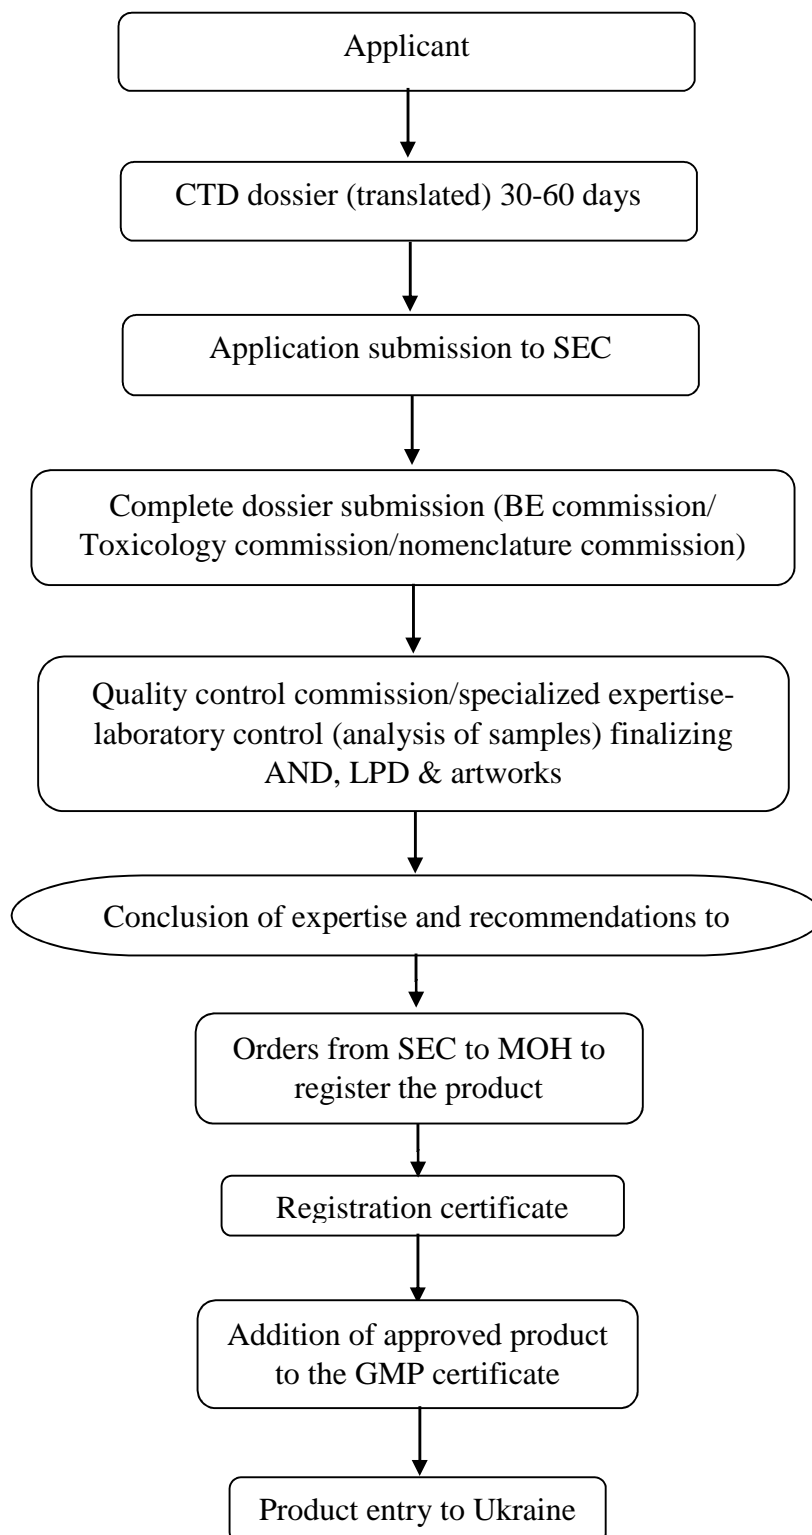 Applicant
CTD dossier (translated) 30-60 days
Application submission to SEC
Complete dossier submission (BE commission/
Toxicology commission/nomenclature commission)
Quality control commission/specialized expertise-
laboratory control (analysis of samples) finalizing
AND, LPD & artworks
Conclusion of expertise and recommendations to
Orders from SEC to MOH to
register the product
Registration certificate
Addition of approved product
to the GMP certificate
Product entry to Ukraine